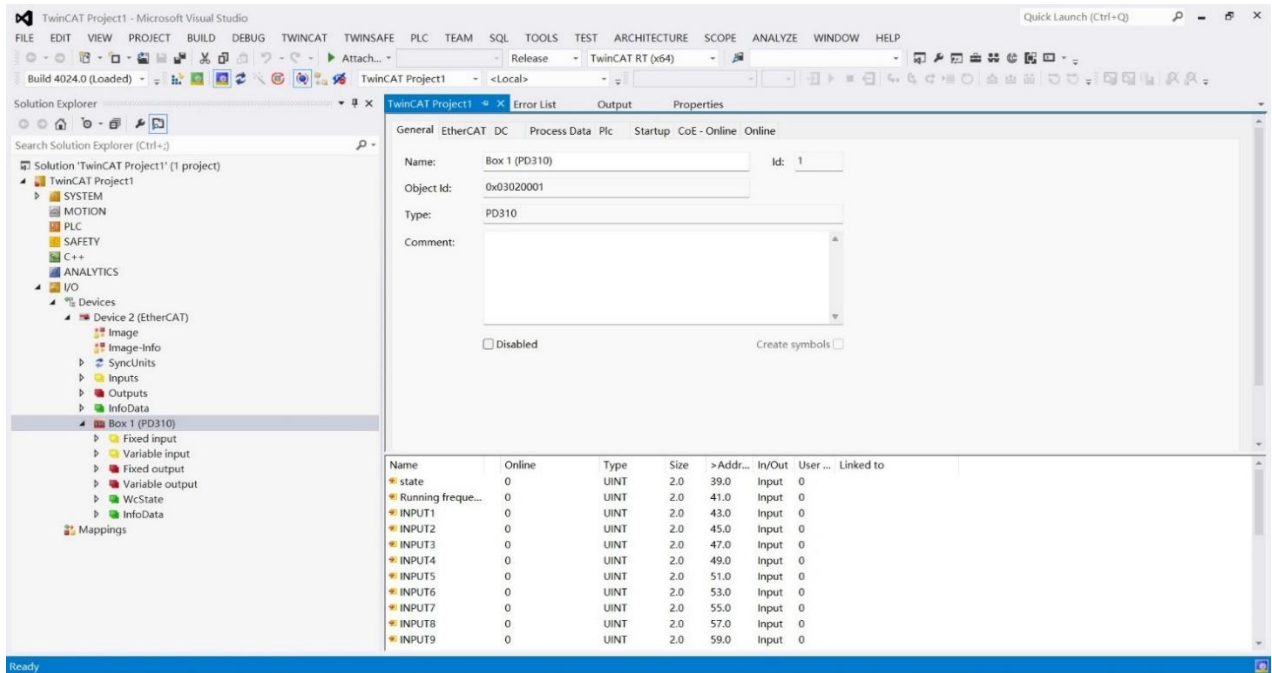 TwinCAT Project1 - Microsoft Visual Studio
Quick Launch (Ctrl+Q)
FILE EDIT VIEW PROJECT BUILD DEBUG TWINCAT TWINSAFE PLC TEAM SQL TOOLS TEST ARCHITECTURE SCOPE ANALYZE WINDOW HELP
Attach... Release TwinCAT RT (x64)
Build 4024.0 (Loaded) TwinCAT Project1 <Local>
Solution Explorer
Search Solution Explorer (Ctrl+;)
Solution 'TwinCAT Project1' (1 project)
TwinCAT Project1
SYSTEM
MOTION
PLC
SAFETY
C++
ANALYTICS
I/O
Devices
Device 2 (EtherCAT)
Image
Image-Info
SyncUnits
Inputs
Outputs
InfoData
Box 1 (PD310)
Fixed input
Variable input
Fixed output
Variable output
WcState
InfoData
Mappings
TwinCAT Project1 Error List Output Properties
General EtherCAT DC Process Data Plc Startup CoE - Online Online
Name: Box 1 (PD310) Id: 1
Object Id: 0x03020001
Type: PD310
Comment:
Disabled Create symbols
Name Online Type Size >Addr... In/Out User ... Linked to
state 0 UINT 2.0 39.0 Input 0
Running freque... 0 UINT 2.0 41.0 Input 0
INPUT1 0 UINT 2.0 43.0 Input 0
INPUT2 0 UINT 2.0 45.0 Input 0
INPUT3 0 UINT 2.0 47.0 Input 0
INPUT4 0 UINT 2.0 49.0 Input 0
INPUT5 0 UINT 2.0 51.0 Input 0
INPUT6 0 UINT 2.0 53.0 Input 0
INPUT7 0 UINT 2.0 55.0 Input 0
INPUT8 0 UINT 2.0 57.0 Input 0
INPUT9 0 UINT 2.0 59.0 Input 0
Ready